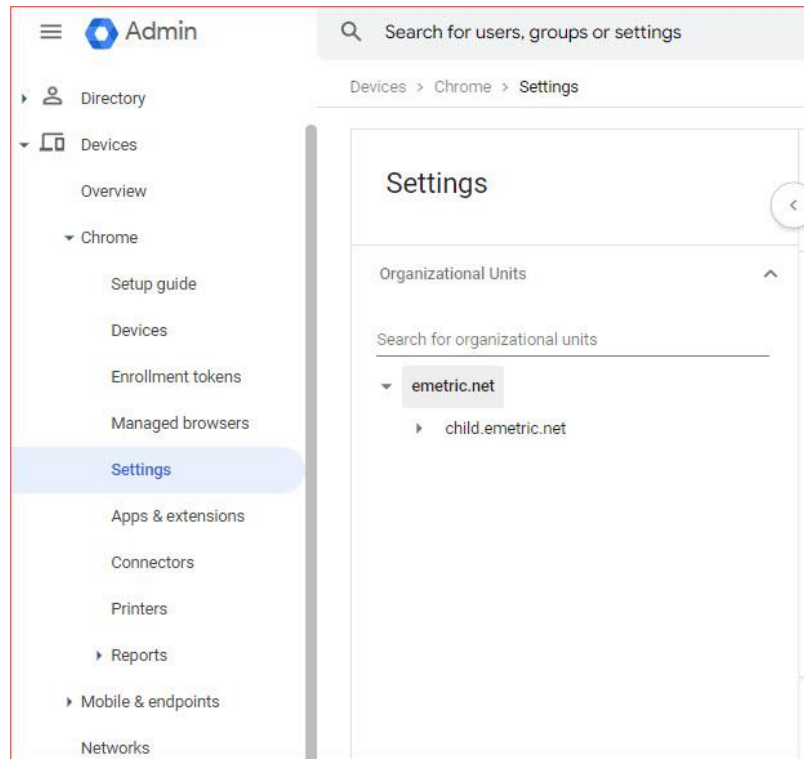 Admin
Search for users, groups or settings
Directory
Devices
Overview
Chrome
Setup guide
Devices
Enrollment tokens
Managed browsers
Settings
Apps & extensions
Connectors
Printers
Reports
Mobile & endpoints
Networks
Devices > Chrome > Settings
Settings
Organizational Units
Search for organizational units
emetric.net
child.emetric.net